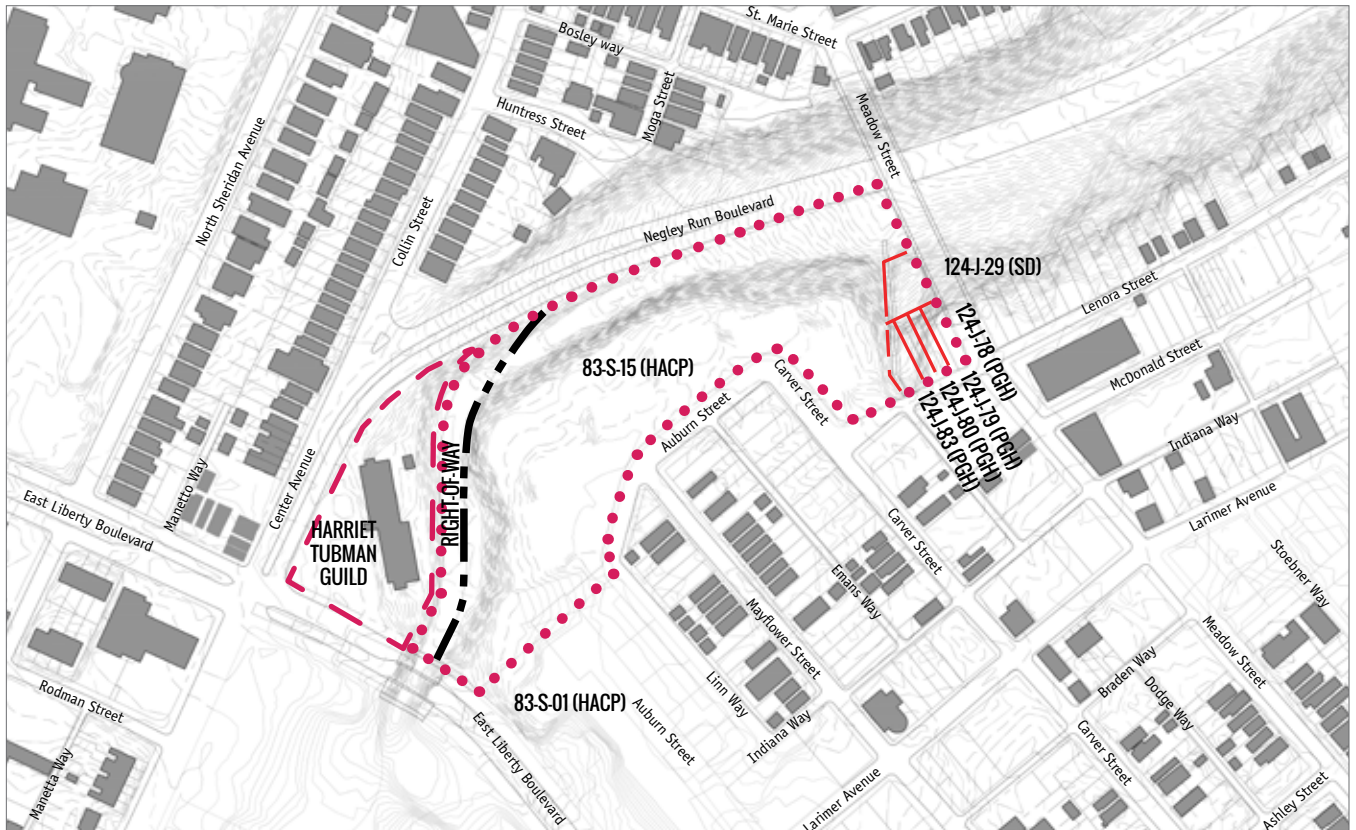 St. Marie Street
Bosley way
Moga Street
Huntress Street
Meadow Street
North Sheridan Avenue
Collin Street
Negley Run Boulevard
124-J-29 (SD)
Lenora Street
124-J-78 (PGH)
124-J-79 (PGH)
124-J-80 (PGH)
124-J-83 (PGH)
McDonald Street
83-S-15 (HACP)
Carver Street
Auburn Street
Indiana Way
Larimer Avenue
Manetto Way
Center Avenue
East Liberty Boulevard
RIGHT-OF-WAY
HARRIET
TUBMAN
GUILD
Carver Street
Emans Way
Stoebner Way
Mayflower Street
Meadow Street
Braden Way
Dodge Way
Linn Way
Rodman Street
83-S-01 (HACP)
Auburn Street
Indiana Way
East Liberty Boulevard
Manetta Way
Carver Street
Larimer Avenue
Ashley Street